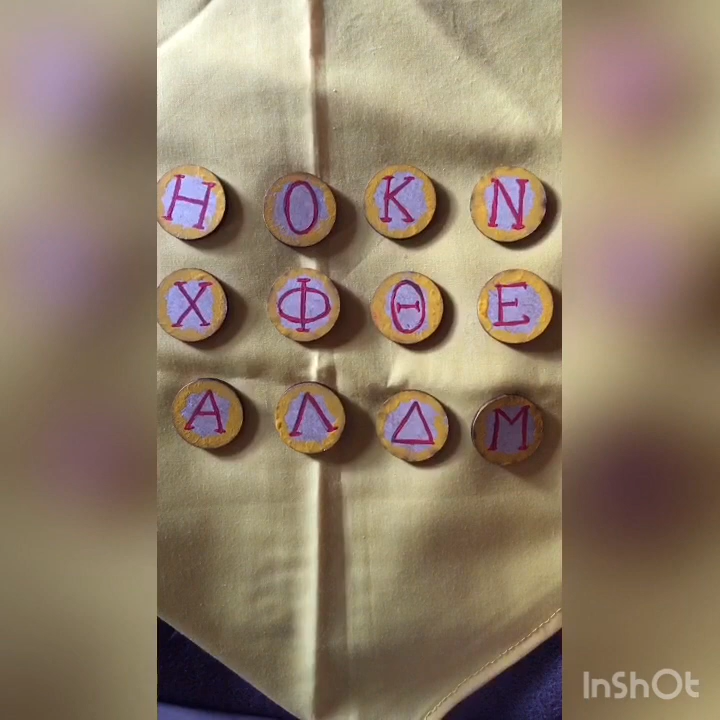 Η Ο Κ Ν
Χ Φ Θ Ε
Α Λ Δ Μ
InShOt